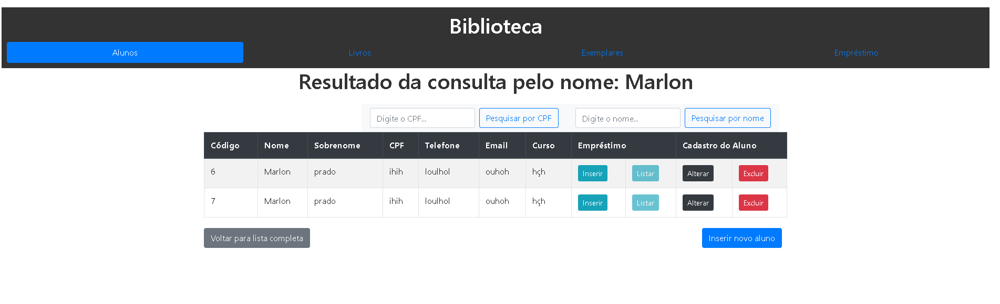 Biblioteca
Alunos Livros Exemplares Empréstimo
Resultado da consulta pelo nome: Marlon
Digite o CPF... Pesquisar por CPF Digite o nome... Pesquisar por nome
Código Nome Sobrenome CPF Telefone Email Curso Empréstimo Cadastro do Aluno
6 Marlon prado ihih loulhol ouhoh hçh Inserir Listar Alterar Excluir
7 Marlon prado ihih loulhol ouhoh hçh Inserir Listar Alterar Excluir
Voltar para lista completa Inserir novo aluno